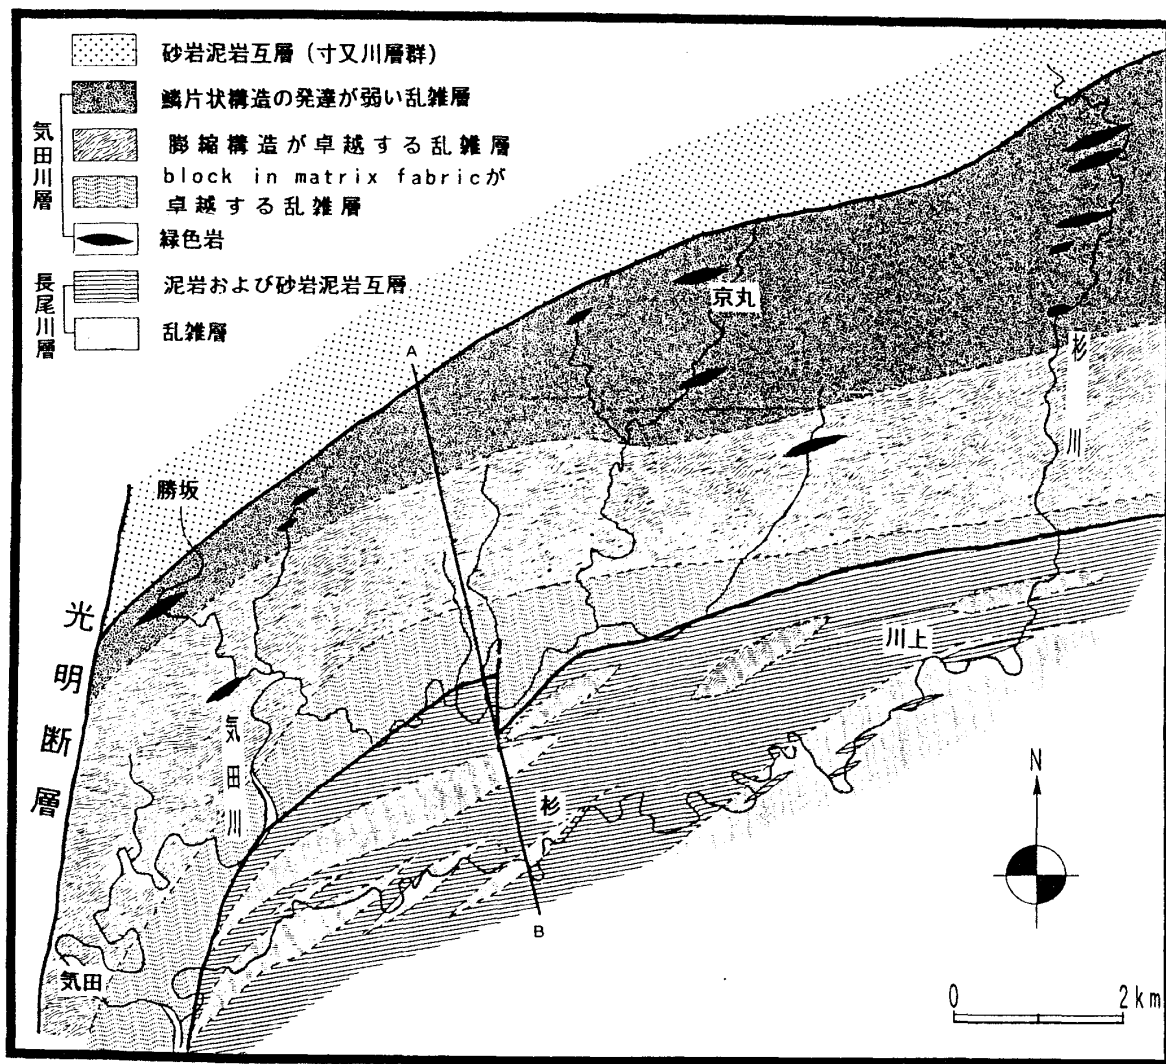 砂岩泥岩互層（寸又川層群）
鱗片状構造の発達が弱い乱雑層
膨縮構造が卓越する乱雑層
block in matrix fabricが
卓越する乱雑層
緑色岩
気田川層
泥岩および砂岩泥岩互層
乱雑層
長尾川層
A
京丸
杉川
勝坂
光明断層
川上
気田川
杉
N
B
気田
0 2km